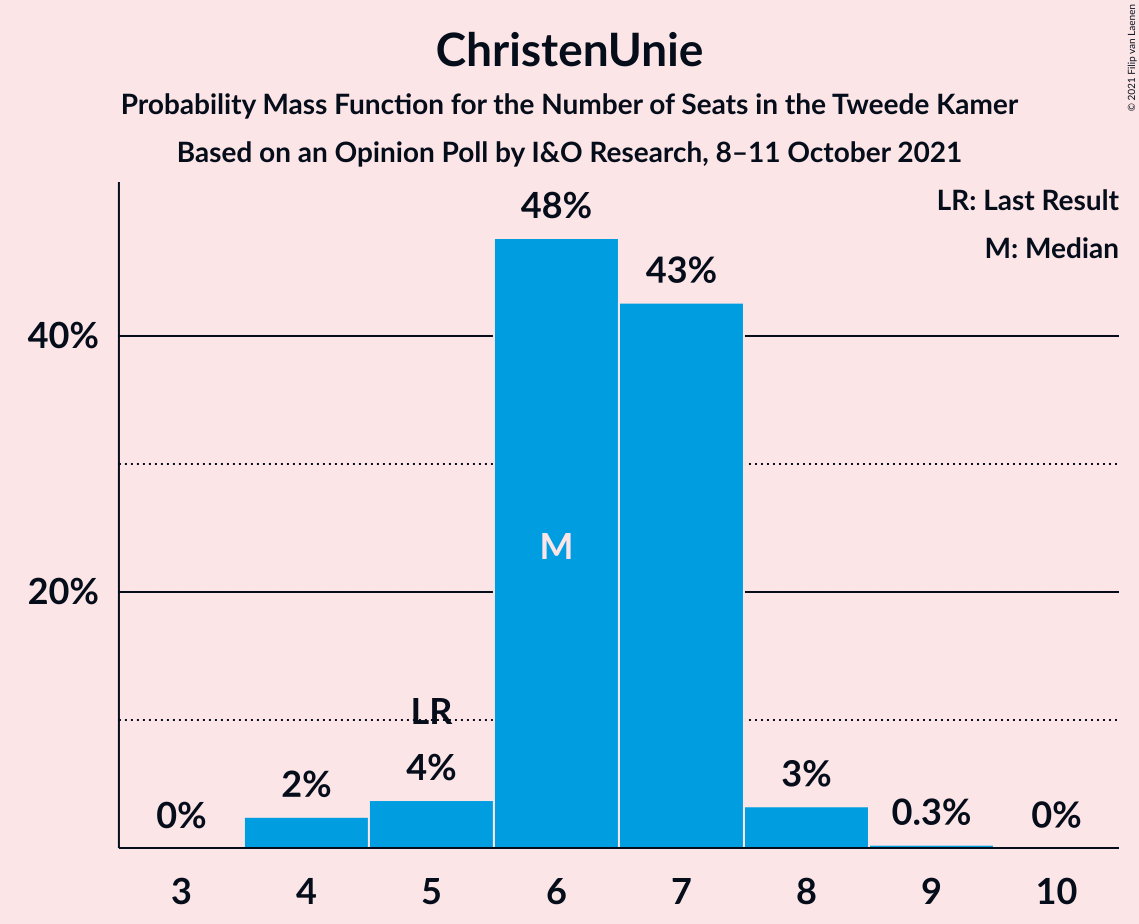 ChristenUnie
Probability Mass Function for the Number of Seats in the Tweede Kamer
Based on an Opinion Poll by I&O Research, 8–11 October 2021
© 2021 Filip van Laenen
LR: Last Result
M: Median
48%
43%
40%
M
20%
LR
4%
2%
3%
0%
0.3%
0%
3 4 5 6 7 8 9 10